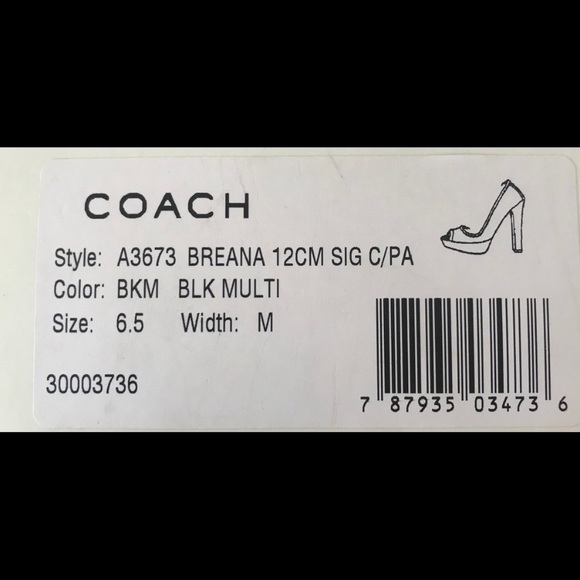 COACH
Style: A3673 BREANA 12CM SIG C/PA
Color: BKM BLK MULTI
Size: 6.5 Width: M
30003736
7 87935 03473 6